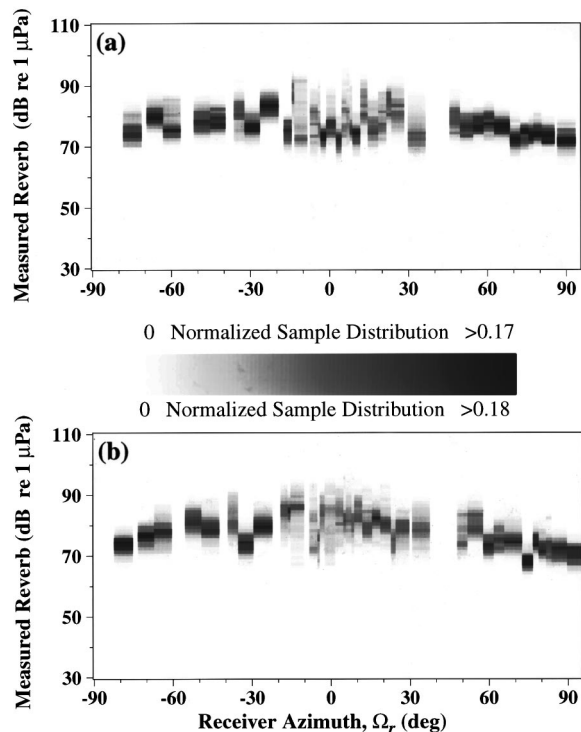 110
(a)
90
70
50
30
Measured Reverb (dB re 1 μPa)
-90 -60 -30 0 30 60 90
0 Normalized Sample Distribution >0.17
0 Normalized Sample Distribution >0.18
110
(b)
90
70
50
30
Measured Reverb (dB re 1 μPa)
-90 -60 -30 0 30 60 90
Receiver Azimuth, Ωr (deg)